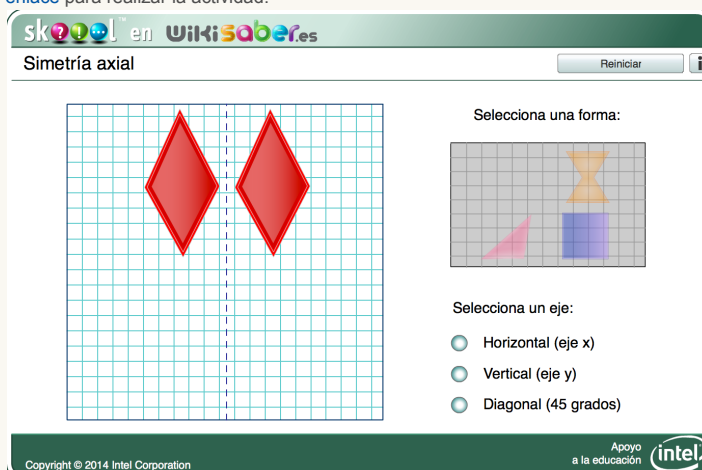 enlace para realizar la actividad.
skoool™ en wikisaber.es
Simetría axial
Reiniciar
i
Selecciona una forma:
Selecciona un eje:
Horizontal (eje x)
Vertical (eje y)
Diagonal (45 grados)
Apoyo
a la educación
intel
Copyright © 2014 Intel Corporation